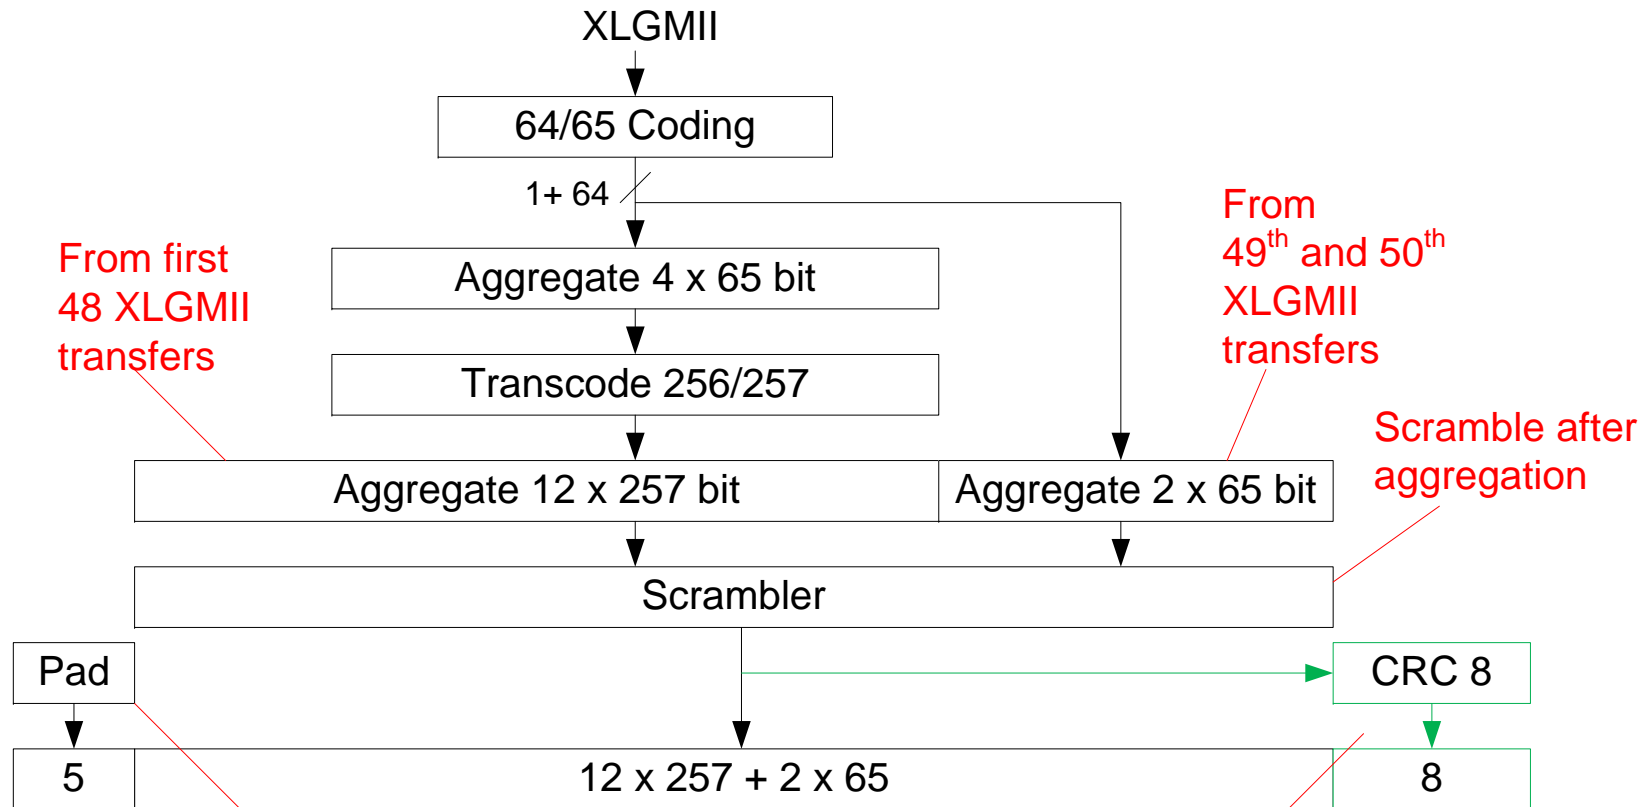 XLGMII
64/65 Coding
1+ 64
From first
48 XLGMII
transfers
From
49th and 50th
XLGMII
transfers
Aggregate 4 x 65 bit
Transcode 256/257
Scramble after
aggregation
Aggregate 12 x 257 bit
Aggregate 2 x 65 bit
Scrambler
Pad
CRC 8
5
12 x 257 + 2 x 65
8